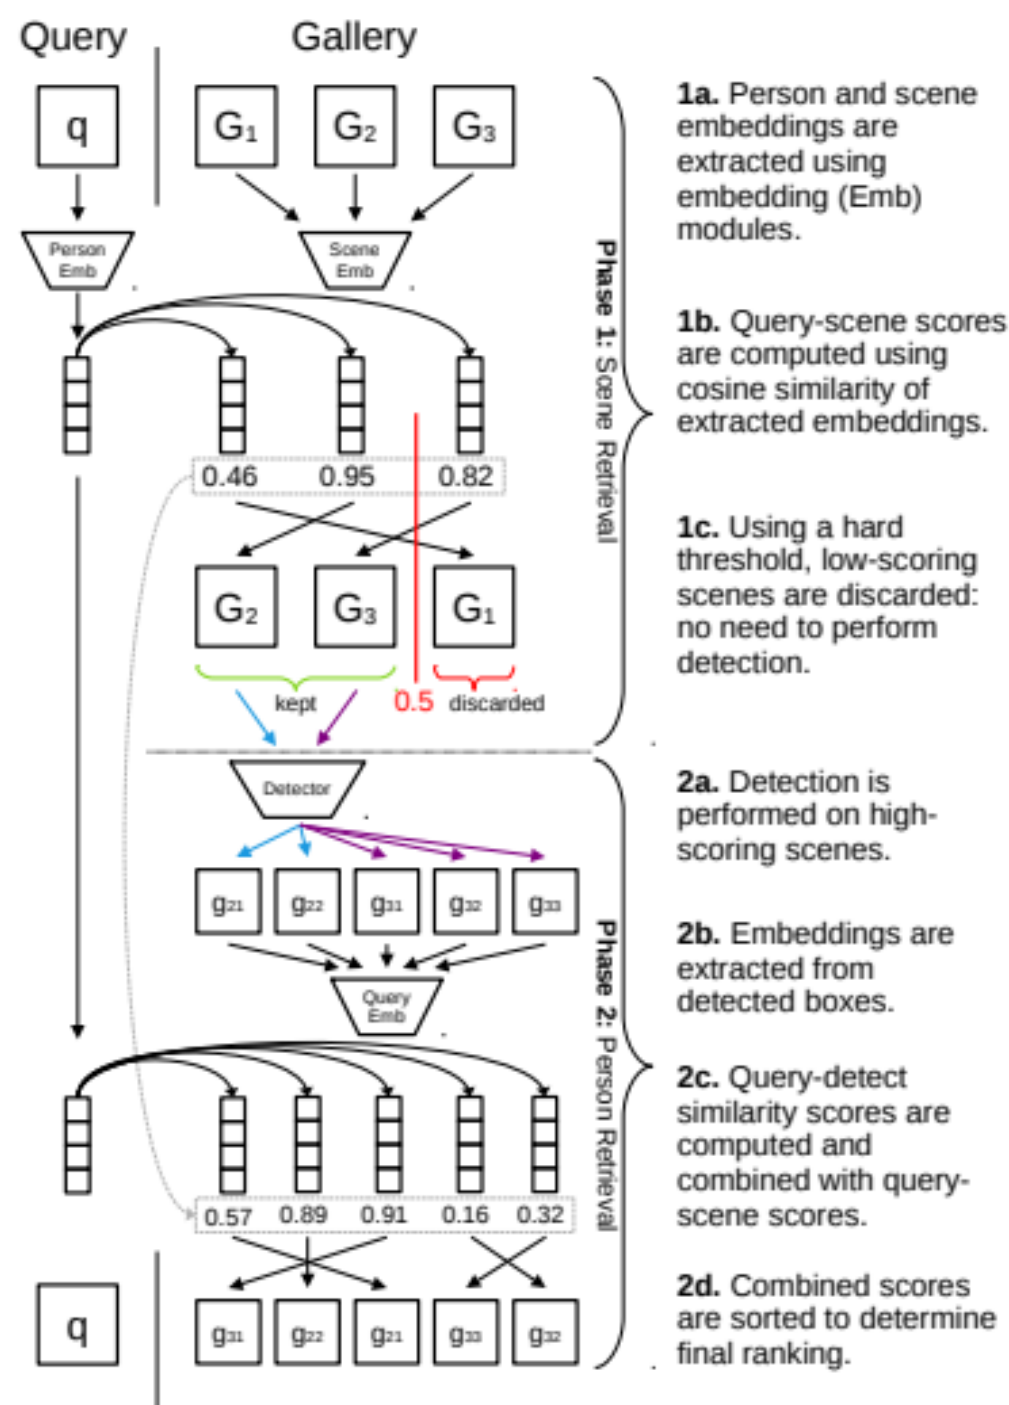 Query
Gallery
q
G1
G2
G3
Person
Emb
Scene
Emb
0.46
0.95
0.82
G2
G3
G1
kept
0.5
discarded
Phase 1: Scene Retrieval
1a. Person and scene
embeddings are
extracted using
embedding (Emb)
modules.
1b. Query-scene scores
are computed using
cosine similarity of
extracted embeddings.
1c. Using a hard
threshold, low-scoring
scenes are discarded:
no need to perform
detection.
Detector
g21
g22
g31
g32
g33
Query
Emb
0.57
0.89
0.91
0.16
0.32
q
g31
g22
g21
g33
g32
Phase 2: Person Retrieval
2a. Detection is
performed on high-
scoring scenes.
2b. Embeddings are
extracted from
detected boxes.
2c. Query-detect
similarity scores are
computed and
combined with query-
scene scores.
2d. Combined scores
are sorted to determine
final ranking.